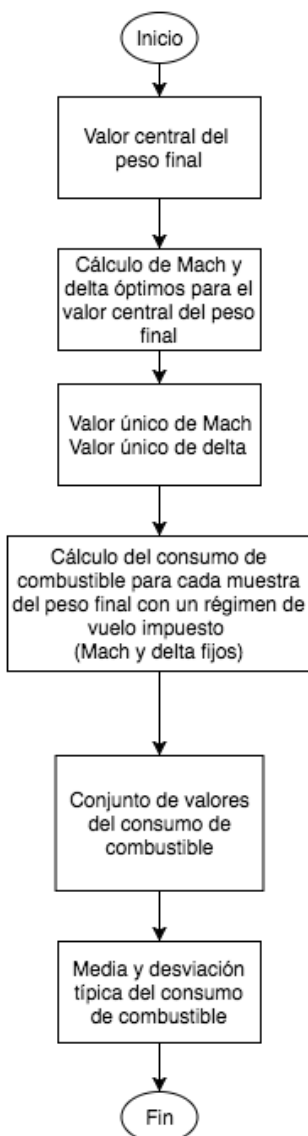 Inicio
Valor central del
peso final
Cálculo de Mach y
delta óptimos para el
valor central del peso
final
Valor único de Mach
Valor único de delta
Cálculo del consumo de
combustible para cada muestra
del peso final con un régimen de
vuelo impuesto
(Mach y delta fijos)
Conjunto de valores
del consumo de
combustible
Media y desviación
típica del consumo
de combustible
Fin